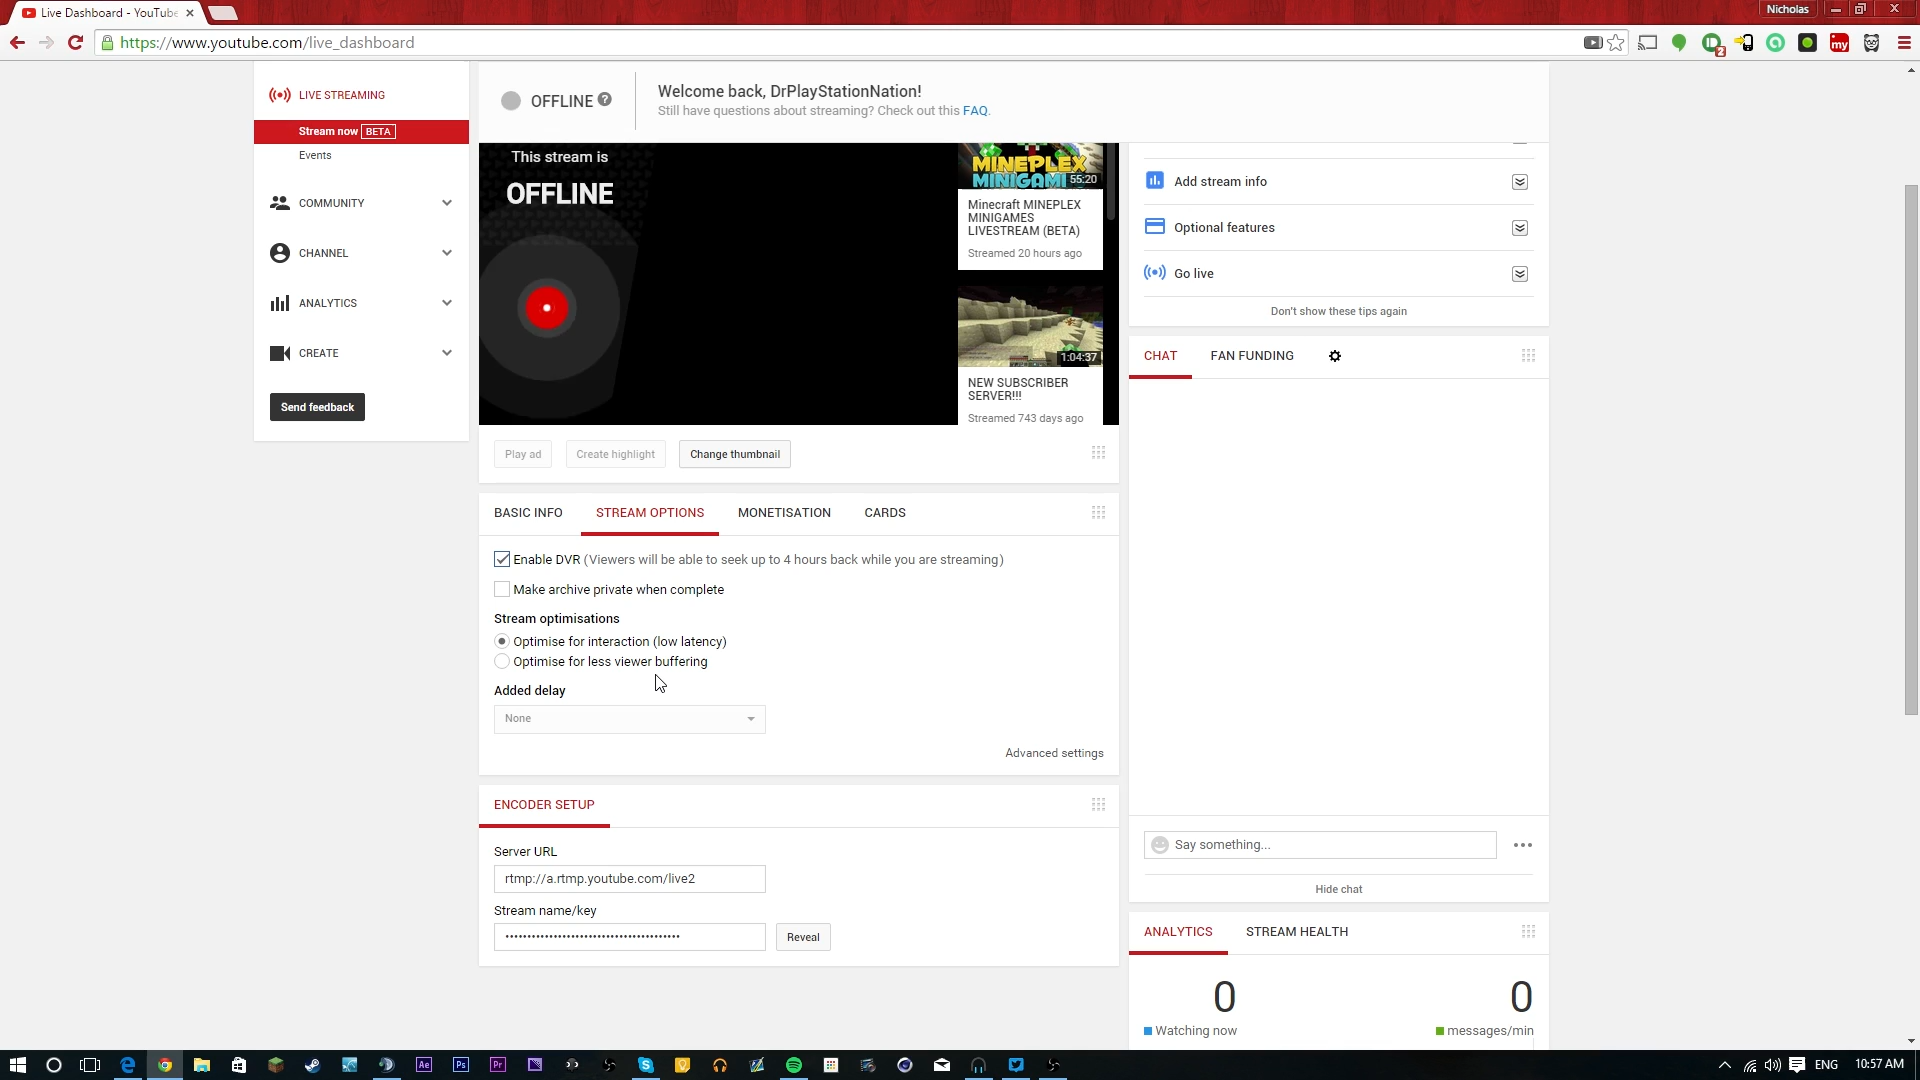 Live Dashboard - YouTube
Nicholas
https://www.youtube.com/live_dashboard
LIVE STREAMING
Stream now BETA
Events
COMMUNITY
CHANNEL
ANALYTICS
CREATE
Send feedback
OFFLINE ?
Welcome back, DrPlayStationNation!
Still have questions about streaming? Check out this FAQ.
This stream is
OFFLINE
MINEPLEX
MINIGAM
55:20
Minecraft MINEPLEX
MINIGAMES
LIVESTREAM (BETA)
Streamed 20 hours ago
1:04:37
NEW SUBSCRIBER
SERVER!!!
Streamed 743 days ago
Play ad
Create highlight
Change thumbnail
BASIC INFO
STREAM OPTIONS
MONETISATION
CARDS
Enable DVR (Viewers will be able to seek up to 4 hours back while you are streaming)
Make archive private when complete
Stream optimisations
Optimise for interaction (low latency)
Optimise for less viewer buffering
Added delay
None
Advanced settings
ENCODER SETUP
Server URL
rtmp://a.rtmp.youtube.com/live2
Stream name/key
••••••••••••••••••••••••••••••••••••••••
Reveal
Add stream info
Optional features
Go live
Don't show these tips again
CHAT
FAN FUNDING
Say something...
Hide chat
ANALYTICS
STREAM HEALTH
0
0
Watching now
messages/min
2
my
Ae
Ps
Pr
ENG
10:57 AM